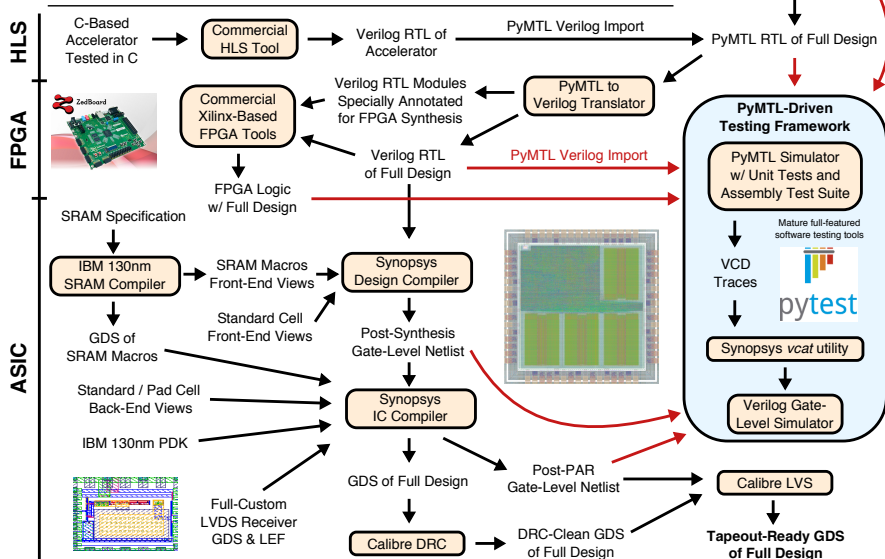 HLS
C-Based
Accelerator
Tested in C
Commercial
HLS Tool
Verilog RTL of
Accelerator
PyMTL Verilog Import
PyMTL RTL of Full Design
FPGA
ZedBoard
Commercial
Xilinx-Based
FPGA Tools
Verilog RTL Modules
Specially Annotated
for FPGA Synthesis
PyMTL to
Verilog Translator
FPGA Logic
w/ Full Design
Verilog RTL
of Full Design
PyMTL Verilog Import
PyMTL-Driven
Testing Framework
PyMTL Simulator
w/ Unit Tests and
Assembly Test Suite
Mature full-featured
software testing tools
VCD
Traces
pytest
Synopsys vcat utility
Verilog Gate-
Level Simulator
ASIC
SRAM Specification
IBM 130nm
SRAM Compiler
SRAM Macros
Front-End Views
Synopsys
Design Compiler
Standard Cell
Front-End Views
GDS of
SRAM Macros
Post-Synthesis
Gate-Level Netlist
Standard / Pad Cell
Back-End Views
Synopsys
IC Compiler
IBM 130nm PDK
Full-Custom
LVDS Receiver
GDS & LEF
GDS of Full Design
Post-PAR
Gate-Level Netlist
Calibre LVS
Calibre DRC
DRC-Clean GDS
of Full Design
Tapeout-Ready GDS
of Full Design